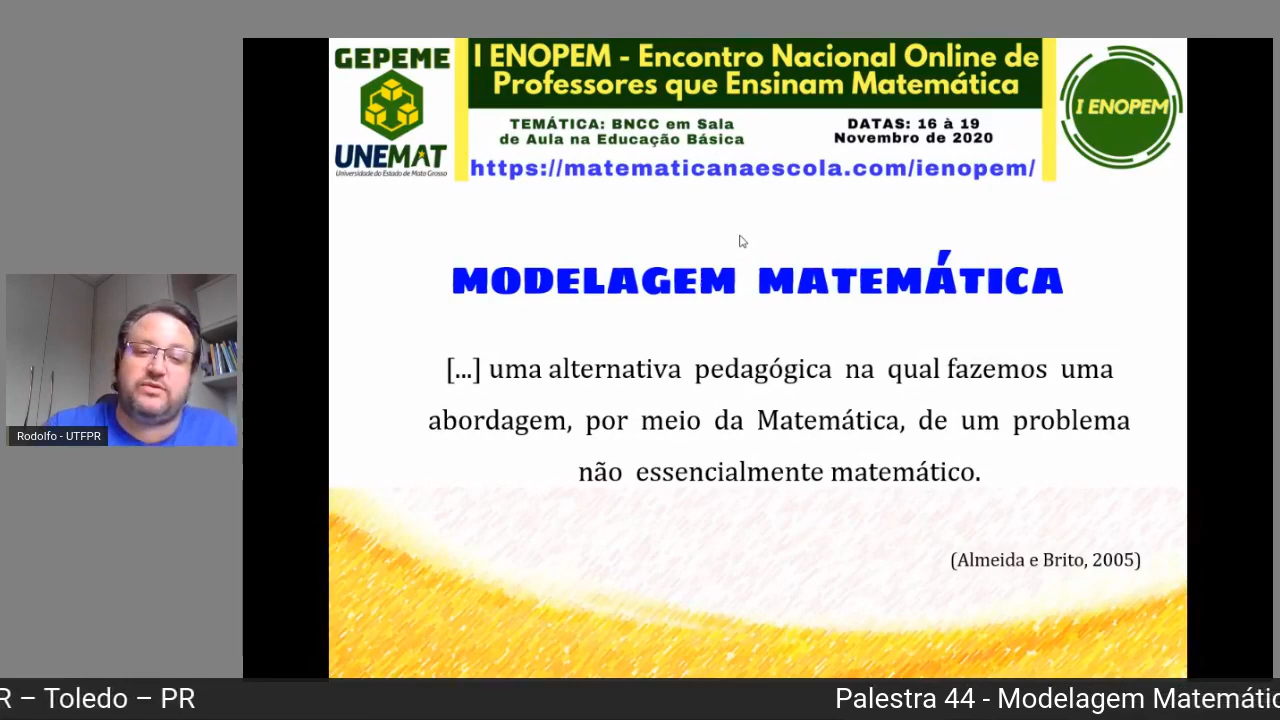 GEPEME
UNEMAT
Universidade do Estado de Mato Grosso
I ENOPEM - Encontro Nacional Online de
Professores que Ensinam Matemática
TEMÁTICA: BNCC em Sala
de Aula na Educação Básica
DATAS: 16 à 19
Novembro de 2020
https://matematicanaescola.com/ienopem/
I ENOPEM
MODELAGEM MATEMÁTICA
[...] uma alternativa pedagógica na qual fazemos uma
abordagem, por meio da Matemática, de um problema
não essencialmente matemático.
(Almeida e Brito, 2005)
Rodolfo - UTFPR
R – Toledo – PR
Palestra 44 - Modelagem Matemátic